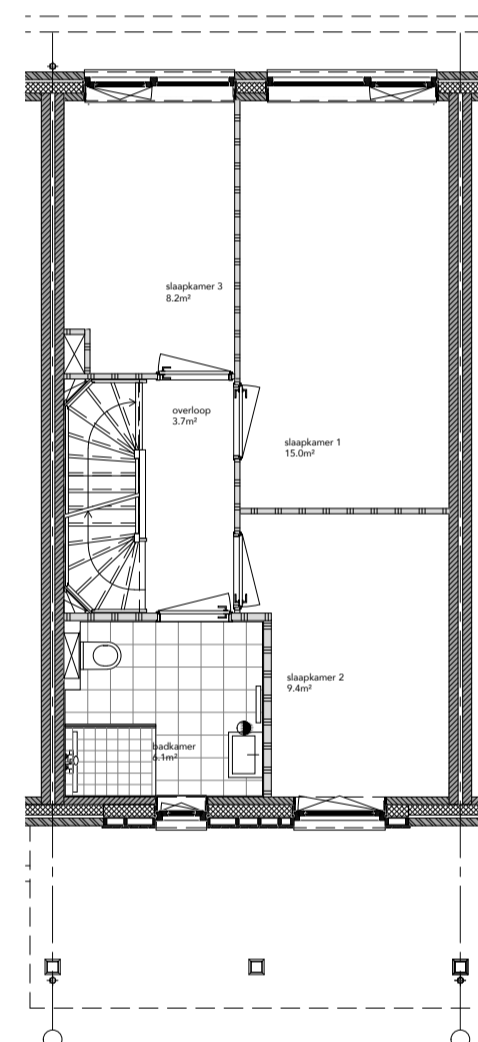 slaapkamer 3
8.2m²
overloop
3.7m²
slaapkamer 1
15.0m²
slaapkamer 2
9.4m²
badkamer
6.1m²